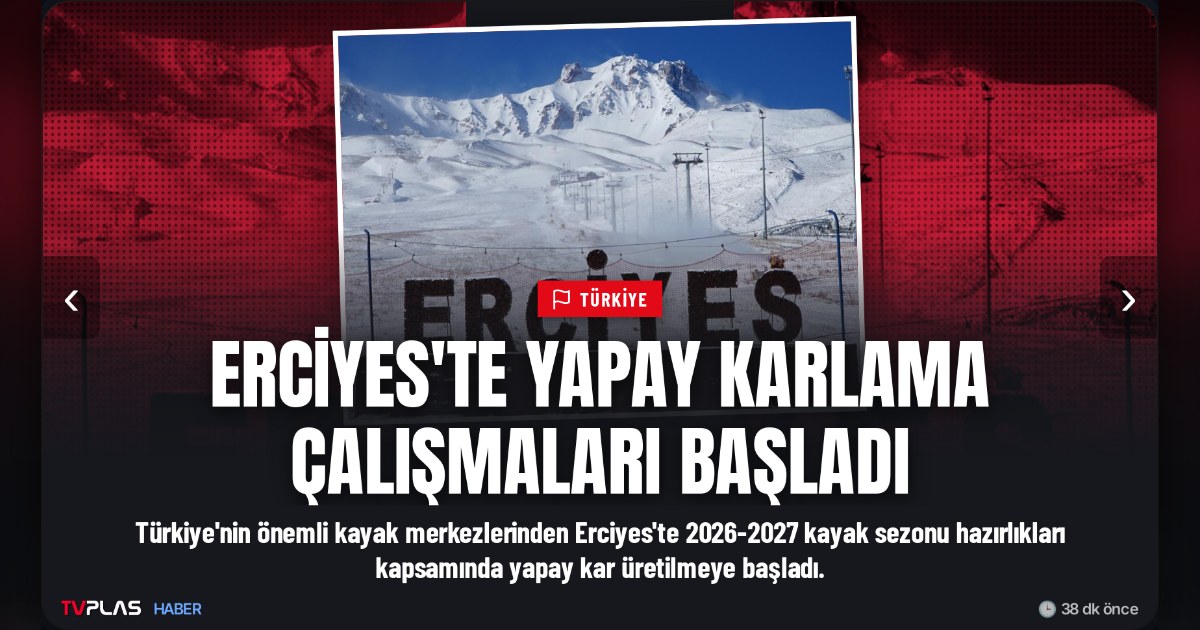 ERCİYES
TÜRKİYE
ERCİYES'TE YAPAY KARLAMA
ÇALIŞMALARI BAŞLADI
Türkiye'nin önemli kayak merkezlerinden Erciyes'te 2026-2027 kayak sezonu hazırlıkları
kapsamında yapay kar üretilmeye başladı.
TVPLAS HABER
38 dk önce